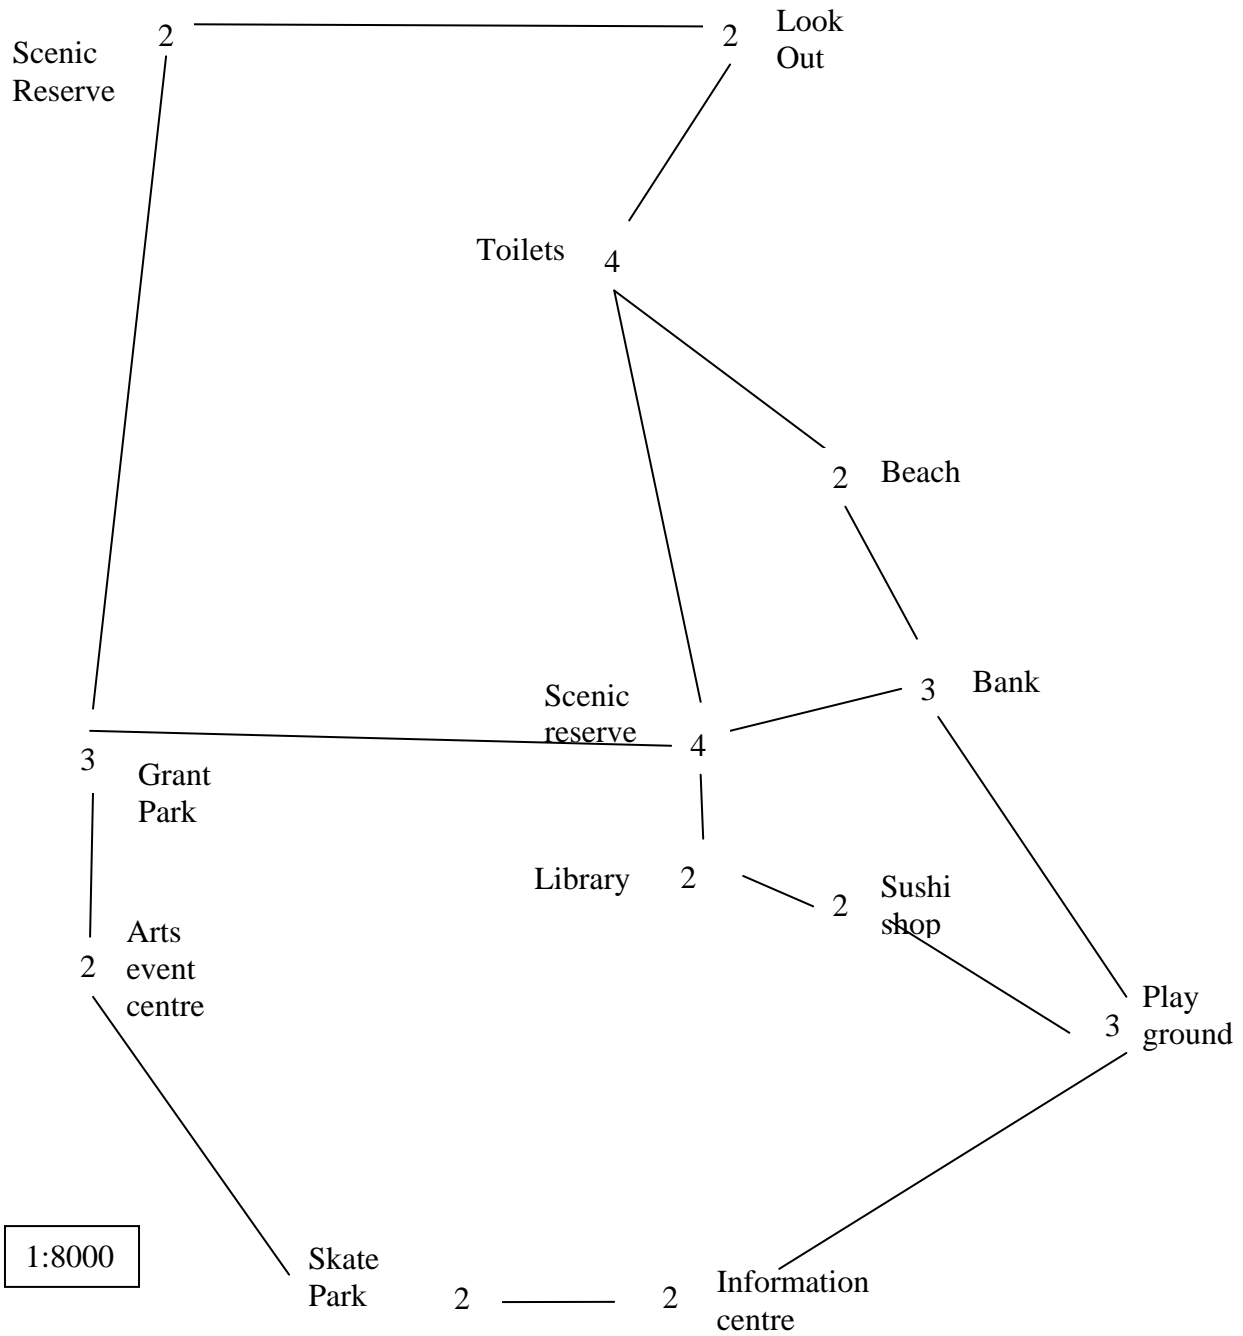 Scenic
Reserve
2
2
Look
Out
Toilets
4
2
Beach
Scenic
reserve
4
3
Bank
3
Grant
Park
Library
2
2
Sushi
shop
2
Arts
event
centre
3
Play
ground
1:8000
Skate
Park
2
2
Information
centre